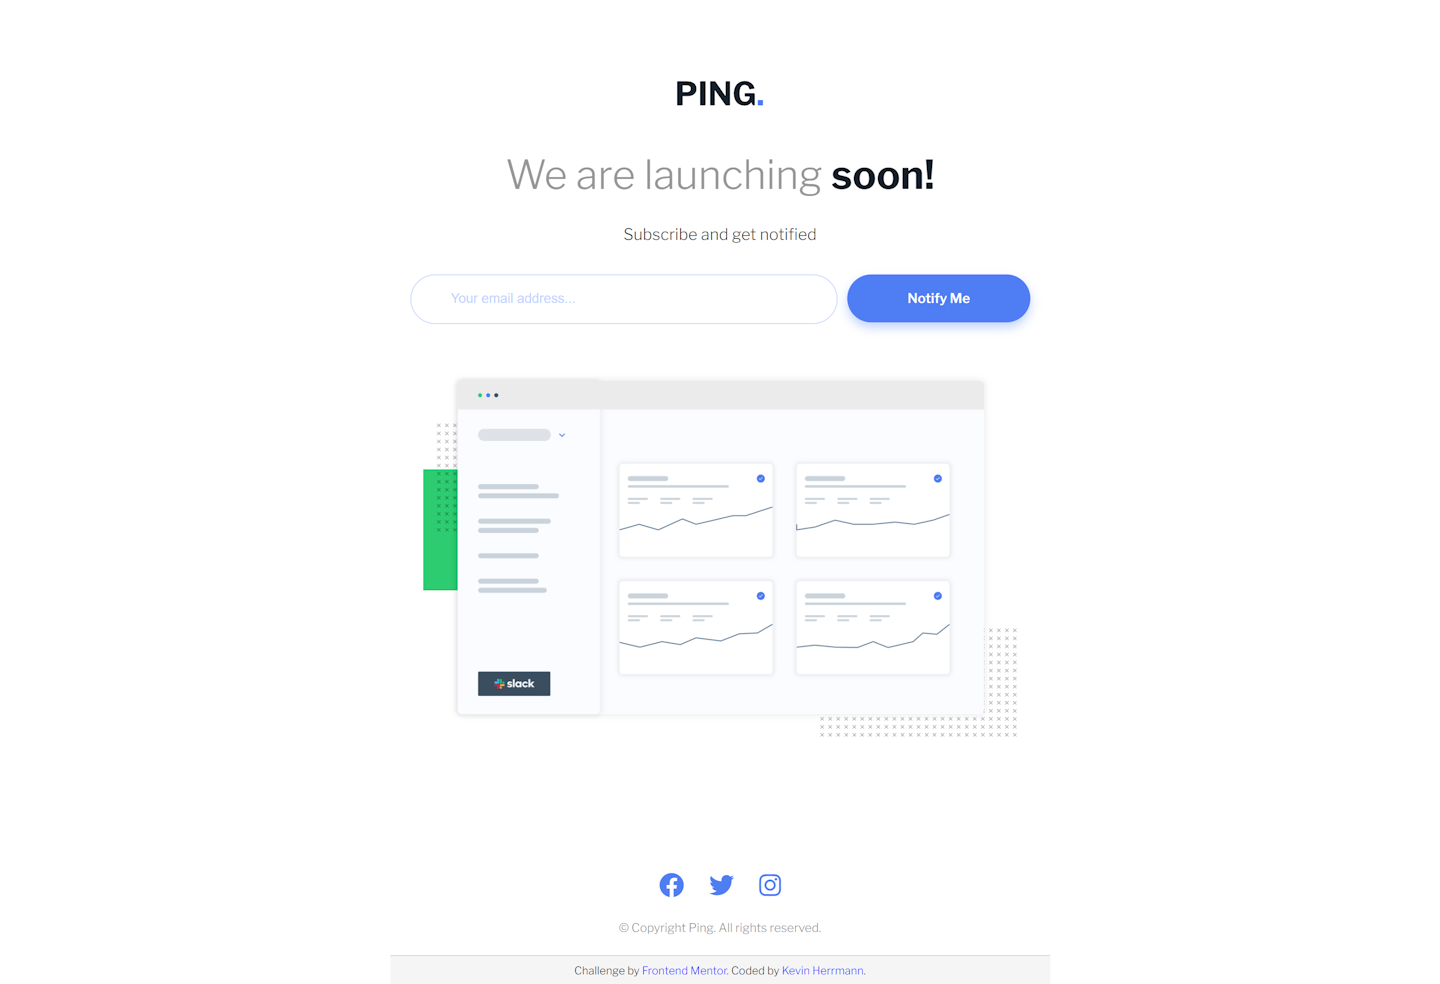 PING.
We are launching soon!
Subscribe and get notified
Your email address...
Notify Me
slack
© Copyright Ping. All rights reserved.
Challenge by Frontend Mentor. Coded by Kevin Herrmann.